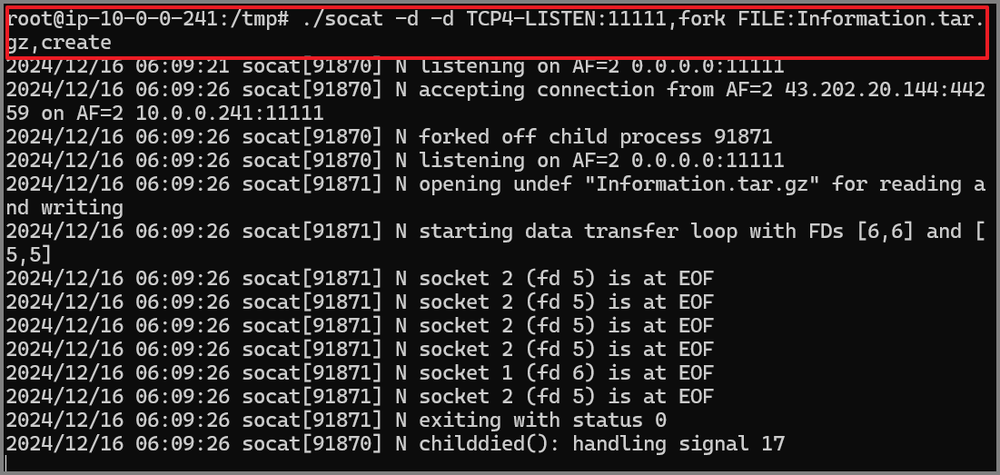 root@ip-10-0-0-241:/tmp# ./socat -d -d TCP4-LISTEN:11111,fork FILE:Information.tar.
gz,create
2024/12/16 06:09:21 socat[91870] N listening on AF=2 0.0.0.0:11111
2024/12/16 06:09:26 socat[91870] N accepting connection from AF=2 43.202.20.144:442
59 on AF=2 10.0.0.241:11111
2024/12/16 06:09:26 socat[91870] N forked off child process 91871
2024/12/16 06:09:26 socat[91870] N listening on AF=2 0.0.0.0:11111
2024/12/16 06:09:26 socat[91871] N opening undef "Information.tar.gz" for reading a
nd writing
2024/12/16 06:09:26 socat[91871] N starting data transfer loop with FDs [6,6] and [
5,5]
2024/12/16 06:09:26 socat[91871] N socket 2 (fd 5) is at EOF
2024/12/16 06:09:26 socat[91871] N socket 2 (fd 5) is at EOF
2024/12/16 06:09:26 socat[91871] N socket 2 (fd 5) is at EOF
2024/12/16 06:09:26 socat[91871] N socket 2 (fd 5) is at EOF
2024/12/16 06:09:26 socat[91871] N socket 1 (fd 6) is at EOF
2024/12/16 06:09:26 socat[91871] N socket 2 (fd 5) is at EOF
2024/12/16 06:09:26 socat[91871] N exiting with status 0
2024/12/16 06:09:26 socat[91870] N childdied(): handling signal 17